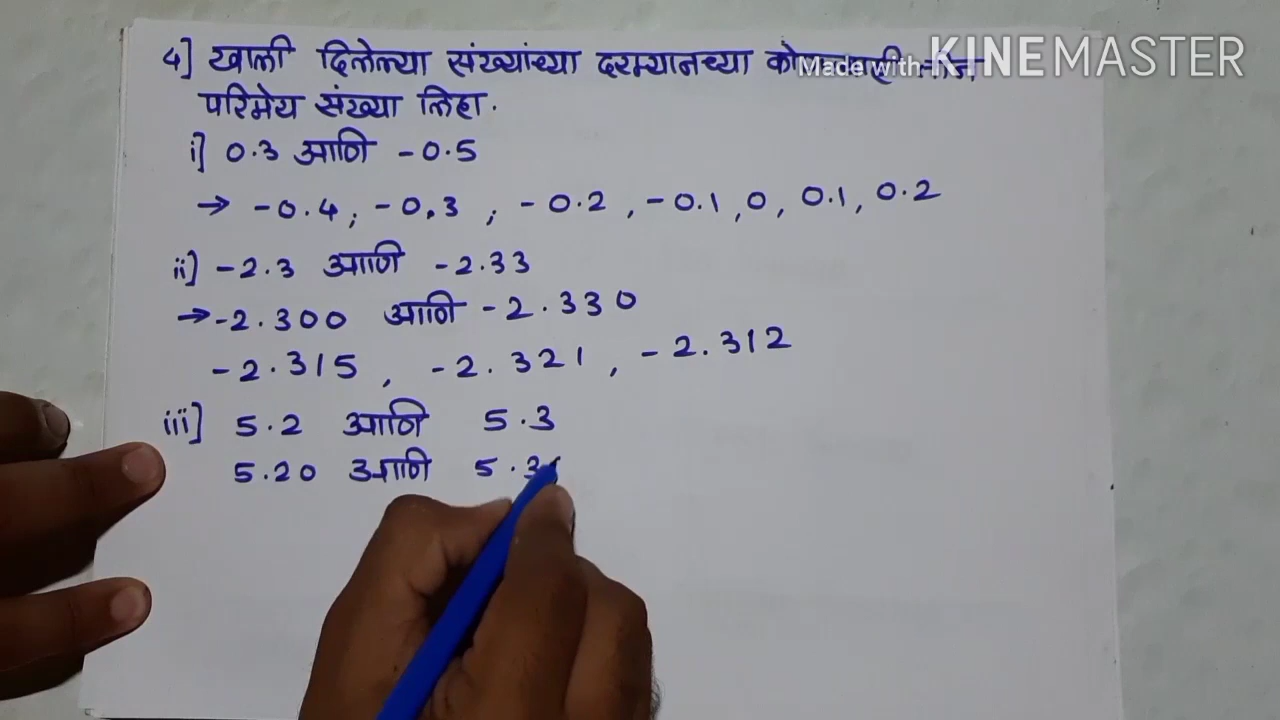 4] खाली दिलेल्या संख्यांच्या दरम्यानच्या
Made with KINEMASTER
परिमेय संख्या लिहा.
i] 0.3 आणि -0.5
→ -0.4, -0.3, -0.2, -0.1, 0, 0.1, 0.2
ii] -2.3 आणि -2.33
→ -2.300 आणि -2.330
-2.315, -2.321, -2.312
iii] 5.2 आणि 5.3
5.20 आणि